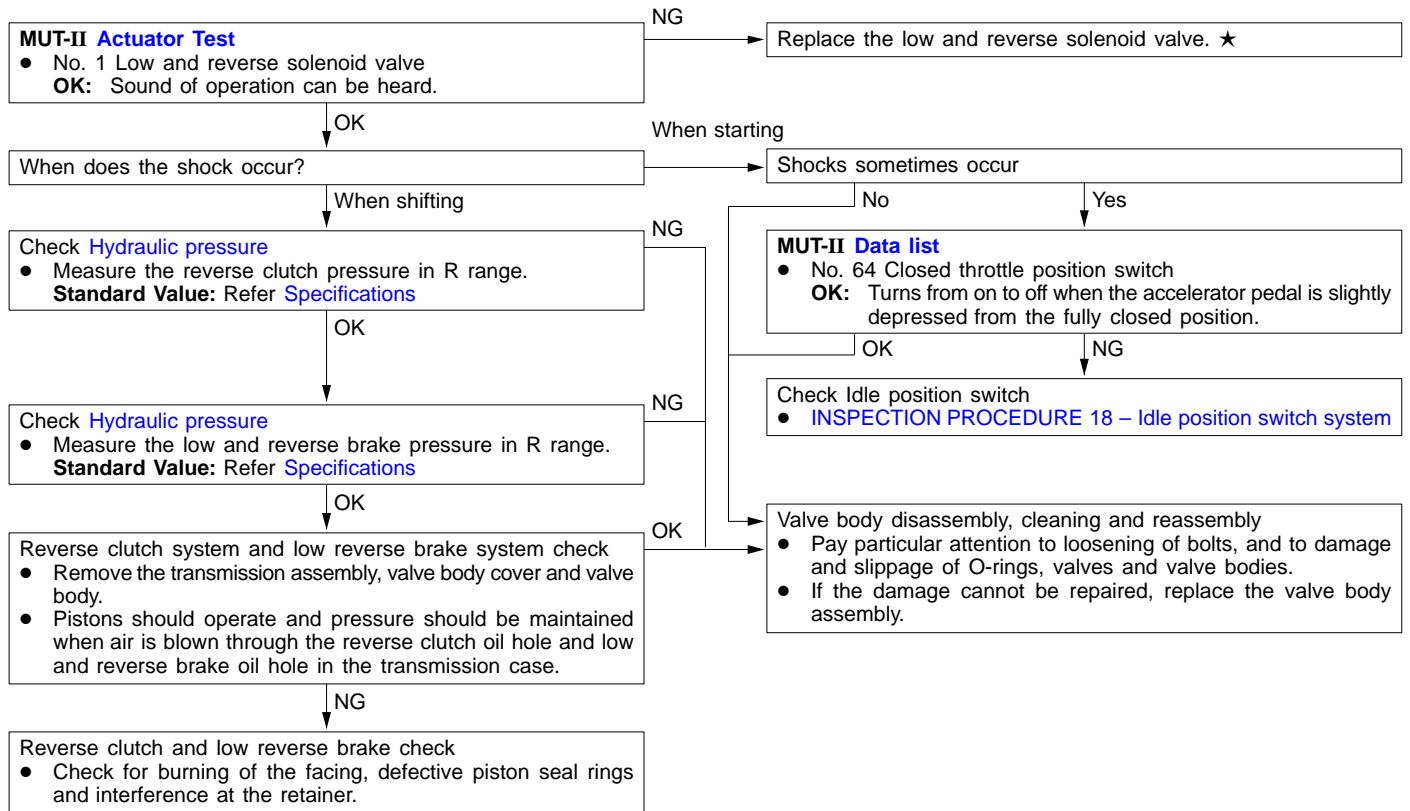 MUT-II Actuator Test
● No. 1 Low and reverse solenoid valve
OK: Sound of operation can be heard.
NG
Replace the low and reverse solenoid valve. ★
OK
When does the shock occur?
When starting
Shocks sometimes occur
When shifting
No
Yes
Check Hydraulic pressure
● Measure the reverse clutch pressure in R range.
Standard Value: Refer Specifications
NG
MUT-II Data list
● No. 64 Closed throttle position switch
OK: Turns from on to off when the accelerator pedal is slightly
depressed from the fully closed position.
OK
OK
NG
Check Idle position switch
● INSPECTION PROCEDURE 18 – Idle position switch system
Check Hydraulic pressure
● Measure the low and reverse brake pressure in R range.
Standard Value: Refer Specifications
NG
OK
Reverse clutch system and low reverse brake system check
● Remove the transmission assembly, valve body cover and valve
body.
● Pistons should operate and pressure should be maintained
when air is blown through the reverse clutch oil hole and low
and reverse brake oil hole in the transmission case.
OK
Valve body disassembly, cleaning and reassembly
● Pay particular attention to loosening of bolts, and to damage
and slippage of O-rings, valves and valve bodies.
● If the damage cannot be repaired, replace the valve body
assembly.
NG
Reverse clutch and low reverse brake check
● Check for burning of the facing, defective piston seal rings
and interference at the retainer.